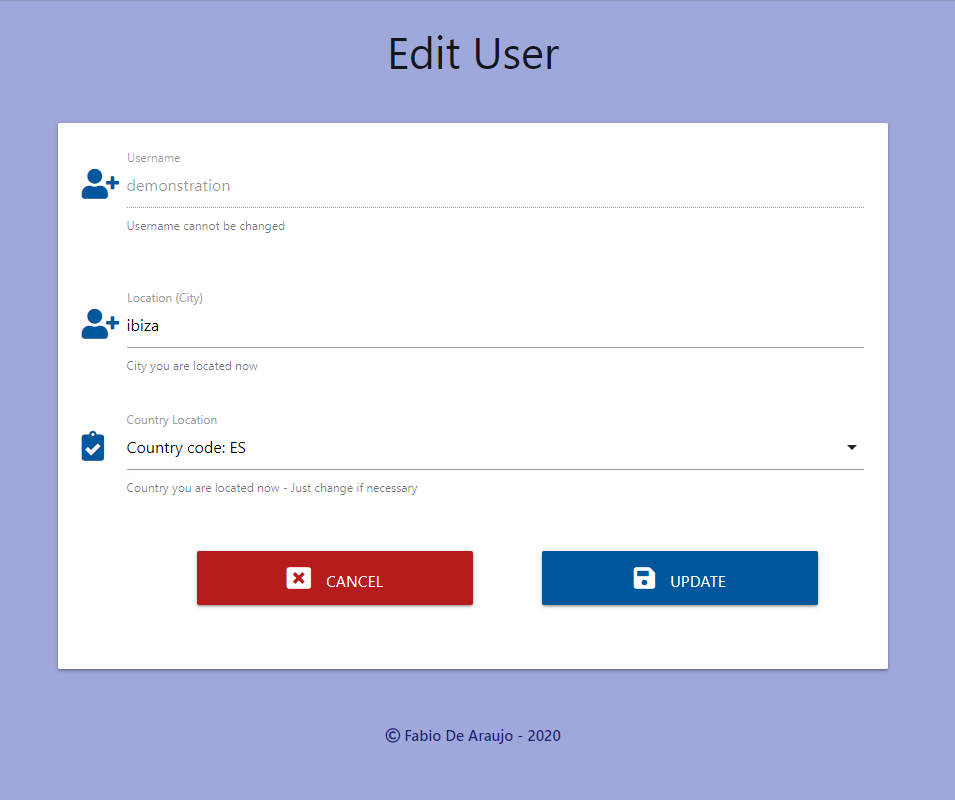 Edit User
Username
demonstration
Username cannot be changed
Location (City)
ibiza
City you are located now
Country Location
Country code: ES
Country you are located now - Just change if necessary
CANCEL
UPDATE
© Fabio De Araujo - 2020